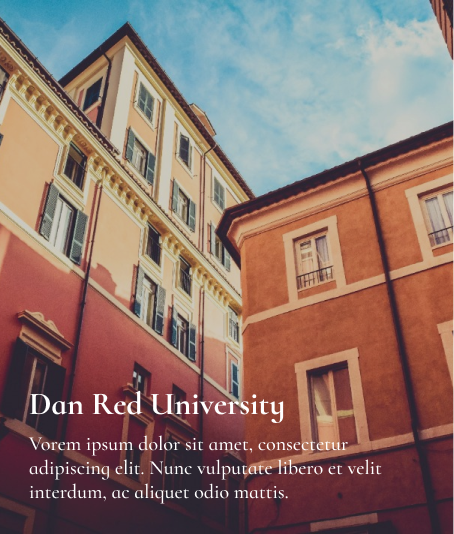 Dan Red University
Vorem ipsum dolor sit amet, consectetur
adipiscing elit. Nunc vulputate libero et velit
interdum, ac aliquet odio mattis.